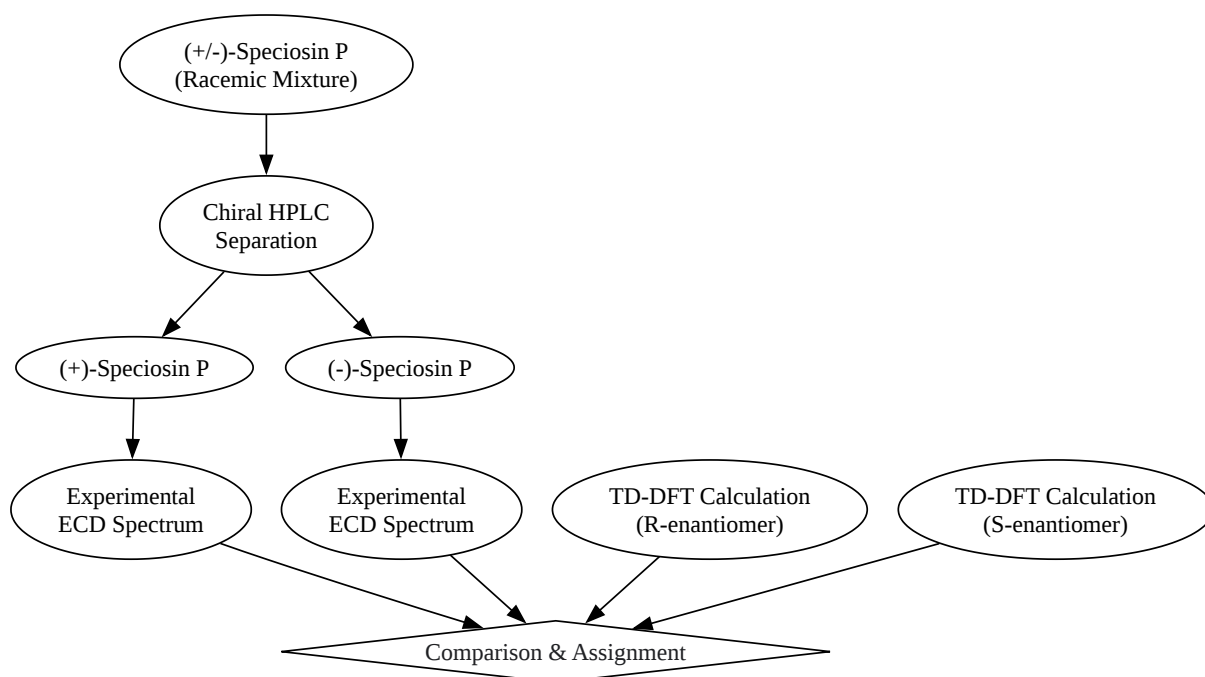 (+/-)-Speciosin P
(Racemic Mixture)
Chiral HPLC
Separation
(+)-Speciosin P
(-)-Speciosin P
Experimental
ECD Spectrum
Experimental
ECD Spectrum
TD-DFT Calculation
(R-enantiomer)
TD-DFT Calculation
(S-enantiomer)
Comparison & Assignment